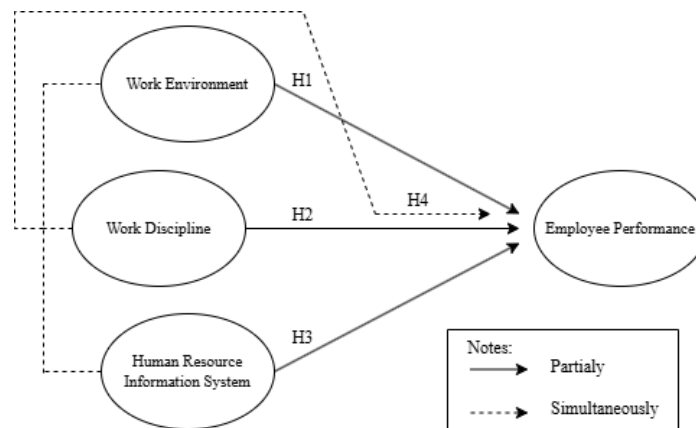 Work Environment
H1
H4
Work Discipline
H2
Employee Performance
H3
Human Resource
Information System
Notes:
Partialy
Simultaneously